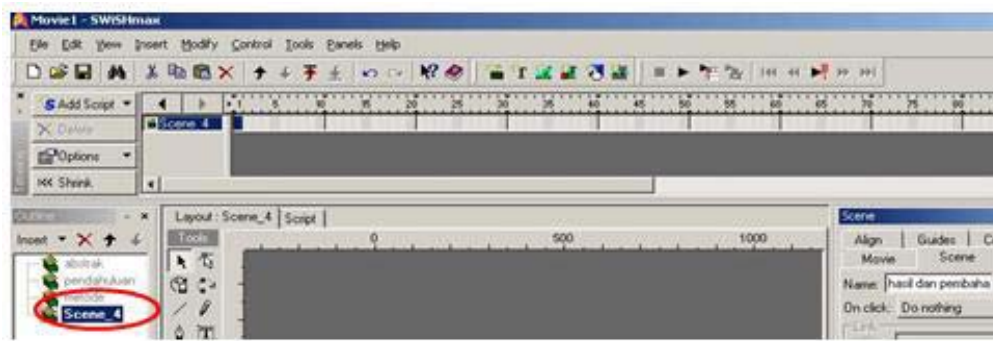 Movie1 - SWiSHmax
File Edit View Insert Modify Control Tools Panels Help
Add Script
1 5 10 15 20 25 30 35 40 45 50 55 60 65 70 75 80
Delete
Scene_4
Options
Shrink
Outline
Layout : Scene_4 Script
Scene
Insert
Tools
0 500 1000
Align Guides
Movie Scene
abstrak
pendahuluan
Name: hasil dan pembaha
metode
On click: Do nothing
Scene_4
Link